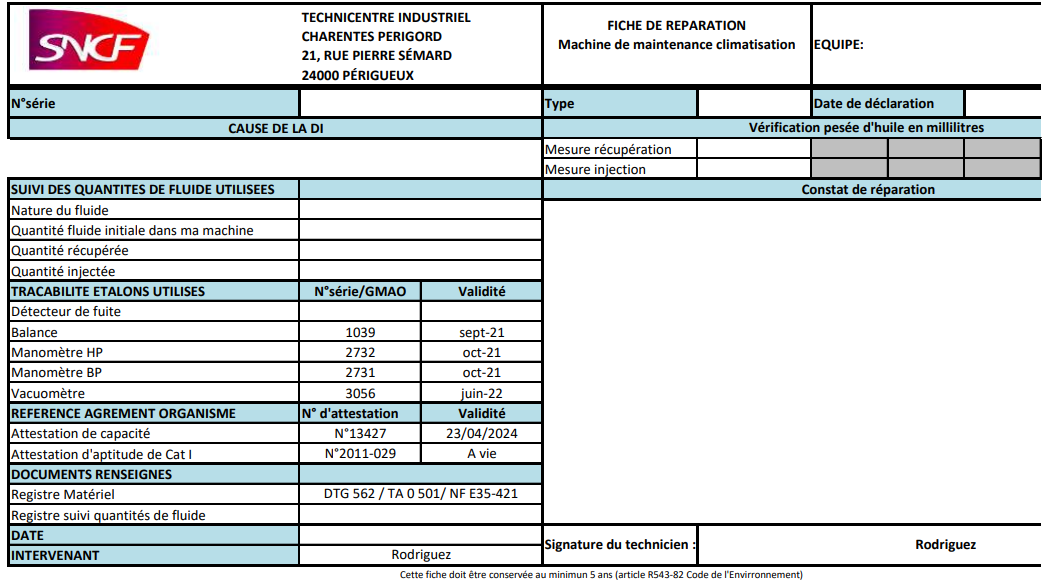 SNCF
TECHNICENTRE INDUSTRIEL
CHARENTES PERIGORD
21, RUE PIERRE SÉMARD
24000 PÉRIGUEUX
FICHE DE REPARATION
Machine de maintenance climatisation
EQUIPE:
N°série
Type
Date de déclaration
CAUSE DE LA DI
Vérification pesée d'huile en millilitres
Mesure récupération
Mesure injection
SUIVI DES QUANTITES DE FLUIDE UTILISEES
Constat de réparation
Nature du fluide
Quantité fluide initiale dans ma machine
Quantité récupérée
Quantité injectée
TRACABILITE ETALONS UTILISES N°série/GMAO Validité
Détecteur de fuite
Balance 1039 sept-21
Manomètre HP 2732 oct-21
Manomètre BP 2731 oct-21
Vacuomètre 3056 juin-22
REFERENCE AGREMENT ORGANISME N° d'attestation Validité
Attestation de capacité N°13427 23/04/2024
Attestation d'aptitude de Cat I N°2011-029 A vie
DOCUMENTS RENSEIGNES
Registre Matériel DTG 562 / TA 0 501/ NF E35-421
Registre suivi quantités de fluide
DATE
INTERVENANT Rodriguez
Signature du technicien : Rodriguez
Cette fiche doit être conservée au minimun 5 ans (article R543-82 Code de l'Envirronnement)